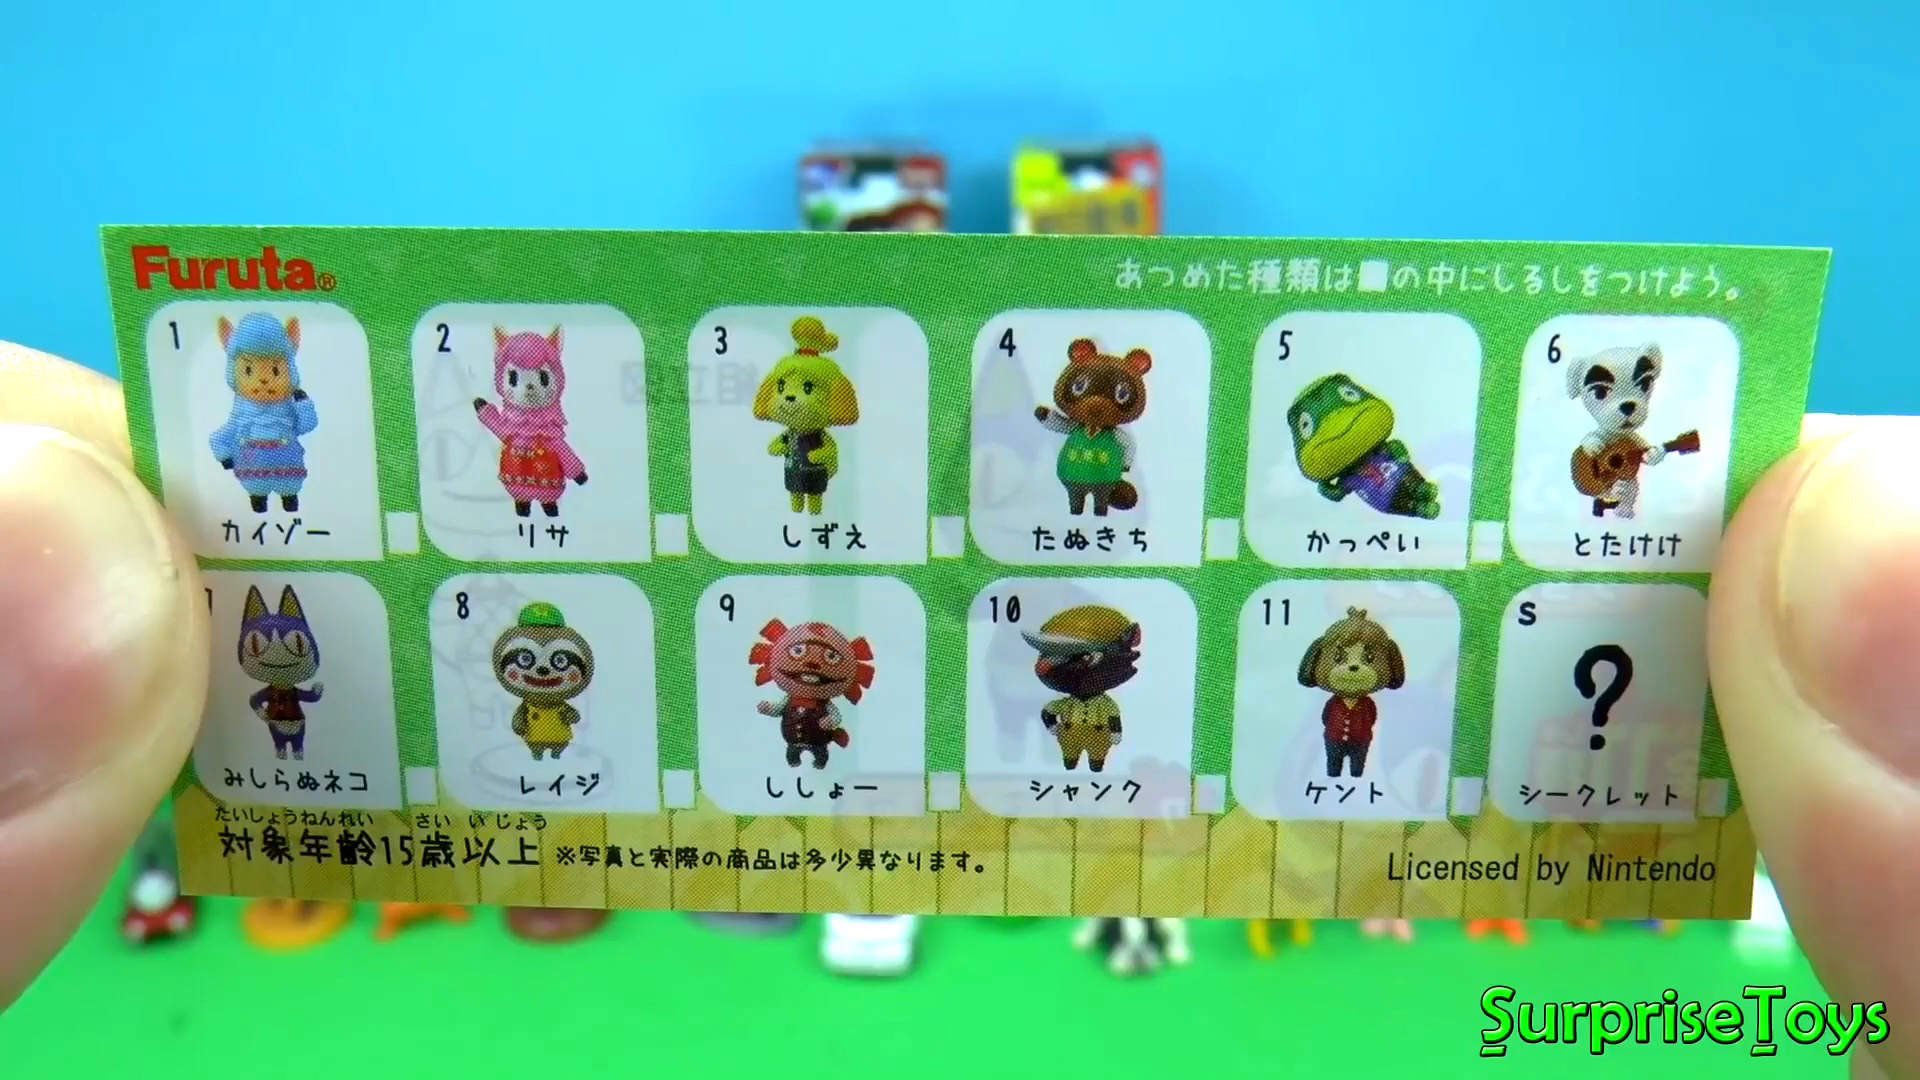 Furuta®
あつめた種類は■の中にしるしをつけよう。
1
2
3
4
5
6
カイゾー
リサ
しずえ
たぬきち
かっぺい
とたけけ
8
9
10
11
S
?
みしらぬネコ
レイジ
ししょー
シャンク
ケント
シークレット
たいしょうねんれい さい いじょう
対象年齢15歳以上 ※写真と実際の商品は多少異なります。
Licensed by Nintendo
SurpriseToys